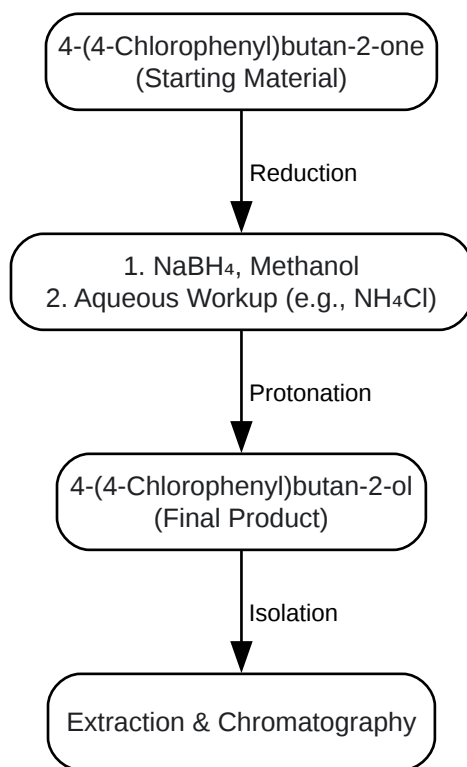 4-(4-Chlorophenyl)butan-2-one
(Starting Material)
Reduction
1. NaBH₄, Methanol
2. Aqueous Workup (e.g., NH₄Cl)
Protonation
4-(4-Chlorophenyl)butan-2-ol
(Final Product)
Isolation
Extraction & Chromatography